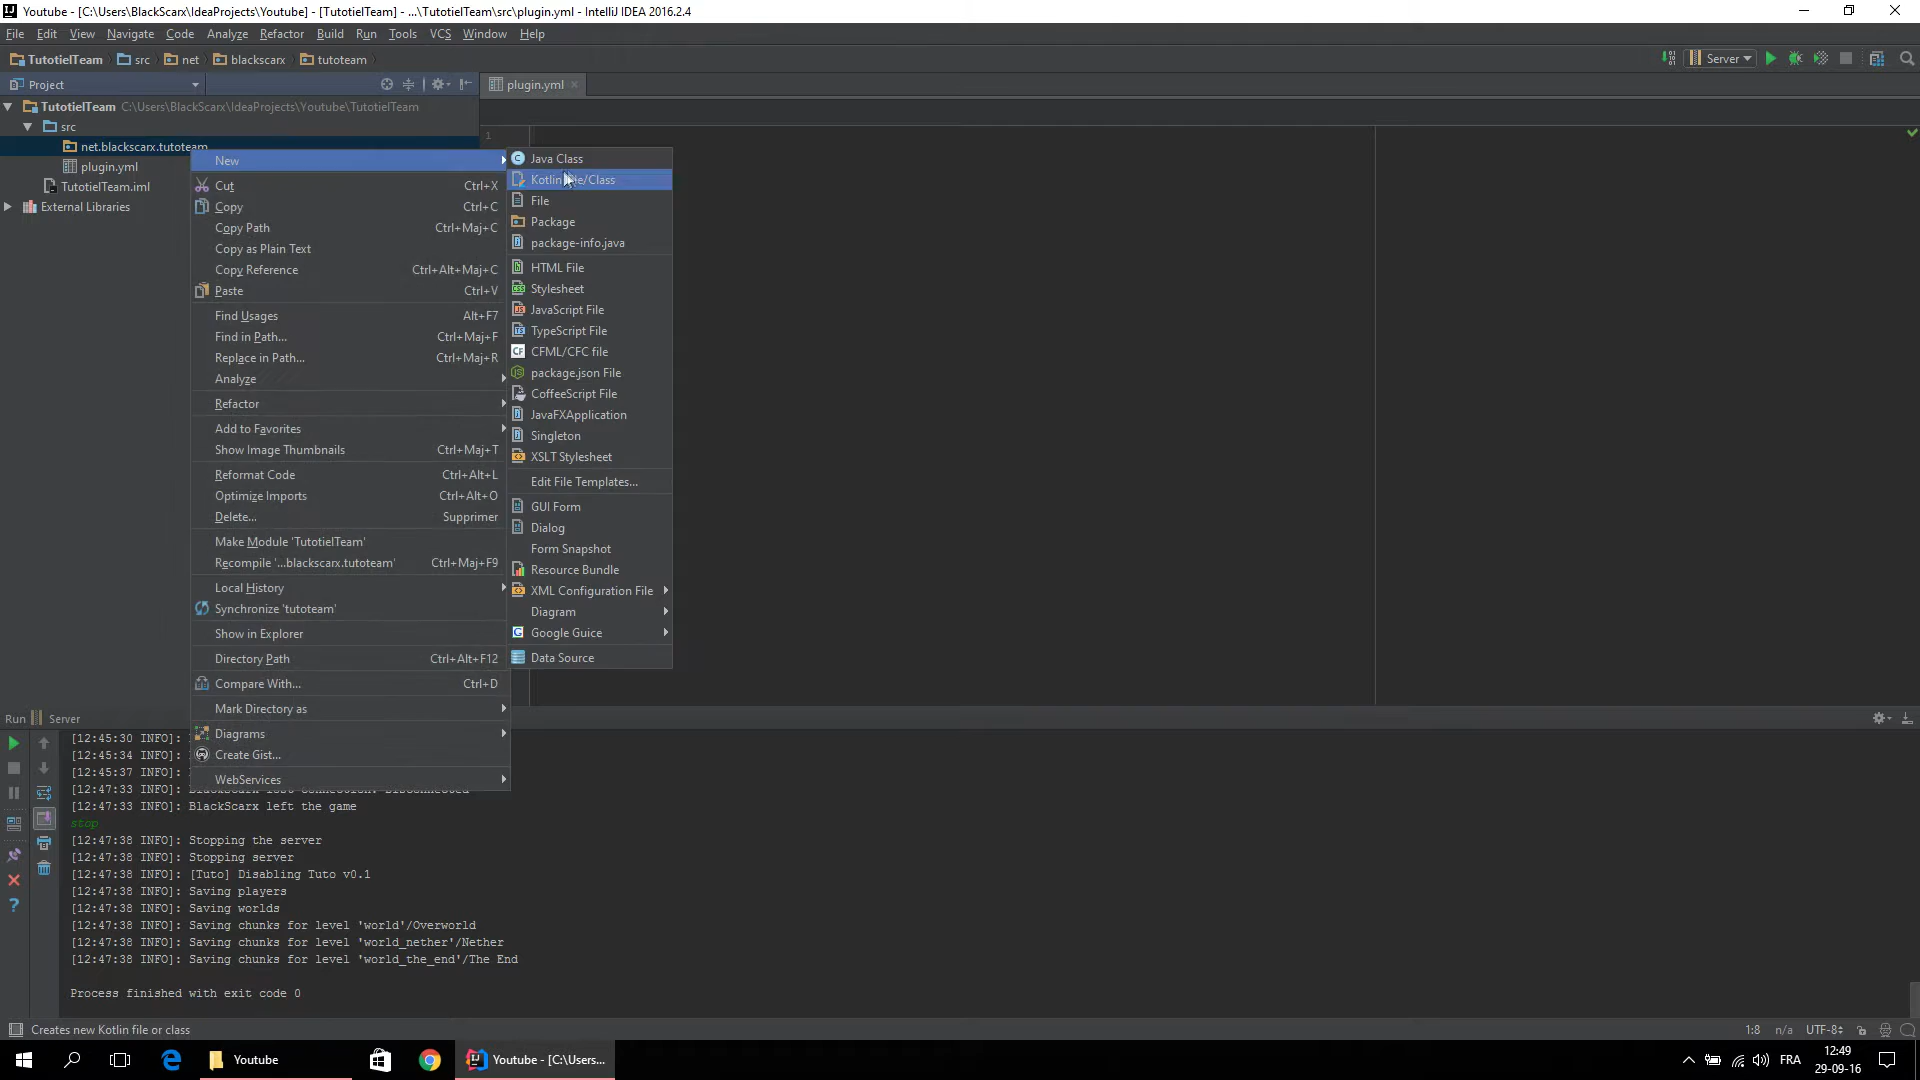 Youtube - [C:\Users\BlackScarx\IdeaProjects\Youtube] - [TutotielTeam] - ...\TutotielTeam\src\plugin.yml - IntelliJ IDEA 2016.2.4
File Edit View Navigate Code Analyze Refactor Build Run Tools VCS Window Help
TutotielTeam src net blackscarx tutoteam Server
Project plugin.yml
TutotielTeam C:\Users\BlackScarx\IdeaProjects\Youtube\TutotielTeam
src
net.blackscarx.tutoteam
plugin.yml
TutotielTeam.iml
External Libraries
1
New
Cut Ctrl+X
Copy Ctrl+C
Copy Path Ctrl+Maj+C
Copy as Plain Text
Copy Reference Ctrl+Alt+Maj+C
Paste Ctrl+V
Find Usages Alt+F7
Find in Path... Ctrl+Maj+F
Replace in Path... Ctrl+Maj+R
Analyze
Refactor
Add to Favorites
Show Image Thumbnails Ctrl+Maj+T
Reformat Code Ctrl+Alt+L
Optimize Imports Ctrl+Alt+O
Delete... Supprimer
Make Module 'TutotielTeam'
Recompile '...blackscarx.tutoteam' Ctrl+Maj+F9
Local History
Synchronize 'tutoteam'
Show in Explorer
Directory Path Ctrl+Alt+F12
Compare With... Ctrl+D
Mark Directory as
Diagrams
Create Gist...
WebServices
Java Class
Kotlin /Class
File
Package
package-info.java
HTML File
Stylesheet
JavaScript File
TypeScript File
CFML/CFC file
package.json File
CoffeeScript File
JavaFXApplication
Singleton
XSLT Stylesheet
Edit File Templates...
GUI Form
Dialog
Form Snapshot
Resource Bundle
XML Configuration File
Diagram
Google Guice
Data Source
Run Server
[12:45:30 INFO]:
[12:45:34 INFO]:
[12:45:37 INFO]:
[12:47:33 INFO]: BlackScarx lost connection: Disconnected
[12:47:33 INFO]: BlackScarx left the game
stop
[12:47:38 INFO]: Stopping the server
[12:47:38 INFO]: Stopping server
[12:47:38 INFO]: [Tuto] Disabling Tuto v0.1
[12:47:38 INFO]: Saving players
[12:47:38 INFO]: Saving worlds
[12:47:38 INFO]: Saving chunks for level 'world'/Overworld
[12:47:38 INFO]: Saving chunks for level 'world_nether'/Nether
[12:47:38 INFO]: Saving chunks for level 'world_the_end'/The End
Process finished with exit code 0
Creates new Kotlin file or class 1:8 n/a UTF-8
Youtube Youtube - [C:\Users... FRA 12:49
29-09-16